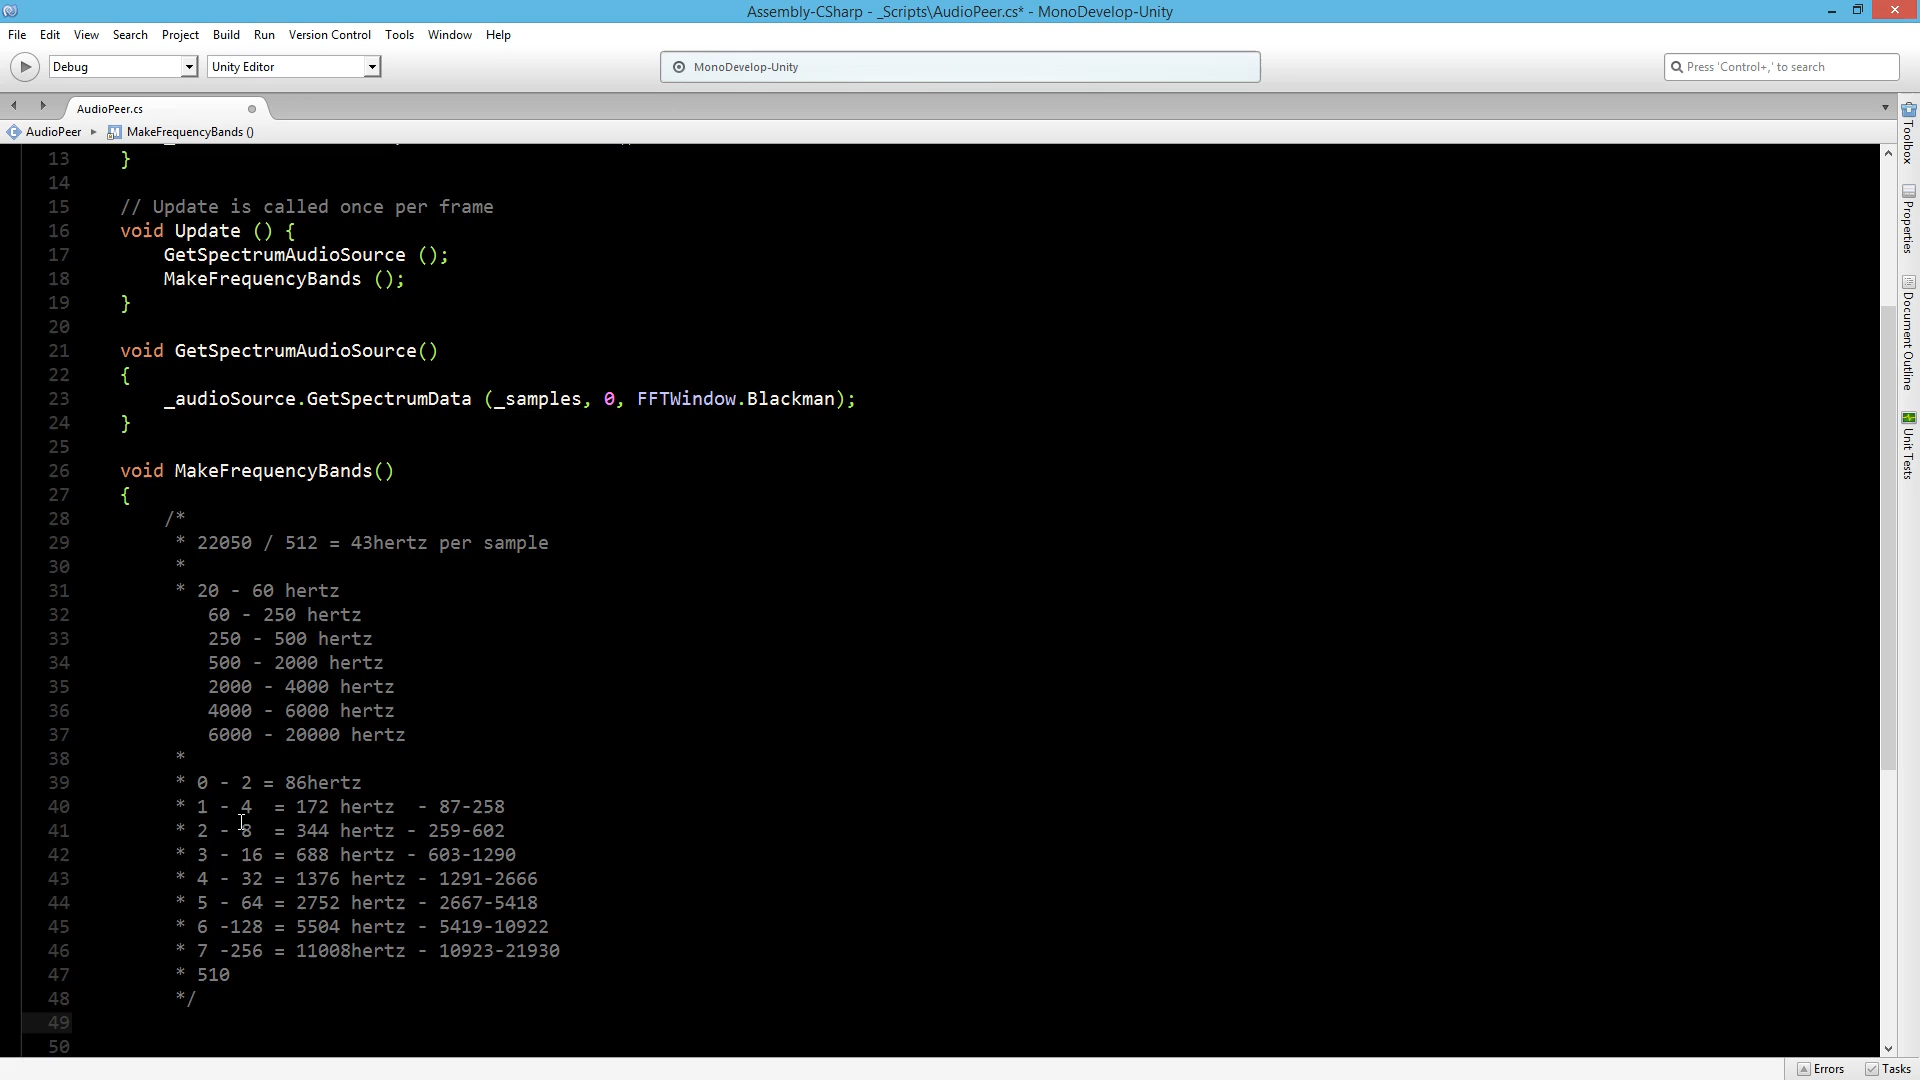 Assembly-CSharp - _Scripts\AudioPeer.cs* - MonoDevelop-Unity
File Edit View Search Project Build Run Version Control Tools Window Help
Debug Unity Editor MonoDevelop-Unity Press 'Control+,' to search
AudioPeer.cs
AudioPeer MakeFrequencyBands ()
13 }
14
15 // Update is called once per frame
16 void Update () {
17 GetSpectrumAudioSource ();
18 MakeFrequencyBands ();
19 }
20
21 void GetSpectrumAudioSource()
22 {
23 _audioSource.GetSpectrumData (_samples, 0, FFTWindow.Blackman);
24 }
25
26 void MakeFrequencyBands()
27 {
28 /*
29 * 22050 / 512 = 43hertz per sample
30 *
31 * 20 - 60 hertz
32 60 - 250 hertz
33 250 - 500 hertz
34 500 - 2000 hertz
35 2000 - 4000 hertz
36 4000 - 6000 hertz
37 6000 - 20000 hertz
38 *
39 * 0 - 2 = 86hertz
40 * 1 - 4 = 172 hertz - 87-258
41 * 2 - 8 = 344 hertz - 259-602
42 * 3 - 16 = 688 hertz - 603-1290
43 * 4 - 32 = 1376 hertz - 1291-2666
44 * 5 - 64 = 2752 hertz - 2667-5418
45 * 6 -128 = 5504 hertz - 5419-10922
46 * 7 -256 = 11008hertz - 10923-21930
47 * 510
48 */
49
50
Toolbox
Properties
Document Outline
Unit Tests
Errors Tasks